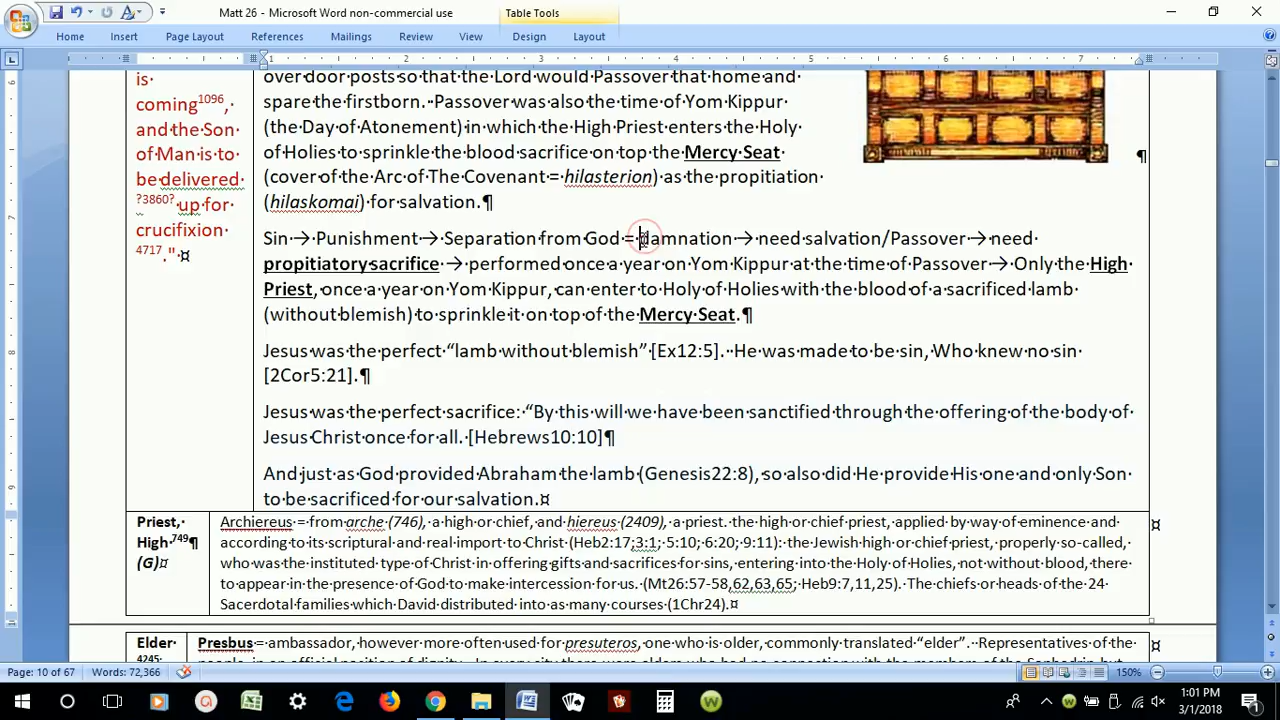 Matt 26 - Microsoft Word non-commercial use
Table Tools
Home Insert Page Layout References Mailings Review View Design Layout
1 2 3 4 5 6 7
is
coming1096,
and the Son
of Man is to
be delivered
?3860? up for
crucifixion
4717."
over door posts so that the Lord would Passover that home and
spare the firstborn. Passover was also the time of Yom Kippur
(the Day of Atonement) in which the High Priest enters the Holy
of Holies to sprinkle the blood sacrifice on top the Mercy Seat
(cover of the Arc of The Covenant = hilasterion) as the propitiation
(hilaskomai) for salvation.¶
Sin → Punishment → Separation from God = damnation → need salvation/Passover → need
propitiatory sacrifice → performed once a year on Yom Kippur at the time of Passover → Only the High
Priest, once a year on Yom Kippur, can enter to Holy of Holies with the blood of a sacrificed lamb
(without blemish) to sprinkle it on top of the Mercy Seat.¶
Jesus was the perfect “lamb without blemish” [Ex12:5]. He was made to be sin, Who knew no sin
[2Cor5:21].¶
Jesus was the perfect sacrifice: “By this will we have been sanctified through the offering of the body of
Jesus Christ once for all. [Hebrews10:10]¶
And just as God provided Abraham the lamb (Genesis22:8), so also did He provide His one and only Son
to be sacrificed for our salvation.¤
Priest,
High 749¶
(G)¤
Archiereus = from arche (746), a high or chief, and hiereus (2409), a priest. the high or chief priest, applied by way of eminence and
according to its scriptural and real import to Christ (Heb2:17;3:1; 5:10; 6:20; 9:11): the Jewish high or chief priest, properly so-called,
who was the instituted type of Christ in offering gifts and sacrifices for sins, entering into the Holy of Holies, not without blood, there
to appear in the presence of God to make intercession for us. (Mt26:57-58,62,63,65; Heb9:7,11,25). The chiefs or heads of the 24
Sacerdotal families which David distributed into as many courses (1Chr24).¤
Elder
4245
Presbus = ambassador, however more often used for presuteros, one who is older, commonly translated “elder”. Representatives of the
Page: 10 of 67 Words: 72,366 150%
1:01 PM
3/1/2018